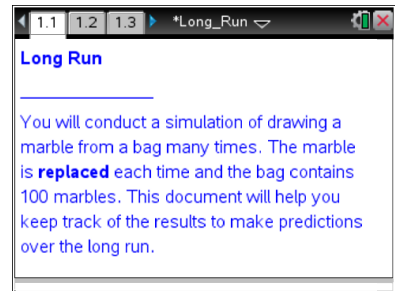 1.1 1.2 1.3 *Long_Run
Long Run
You will conduct a simulation of drawing a
marble from a bag many times. The marble
is replaced each time and the bag contains
100 marbles. This document will help you
keep track of the results to make predictions
over the long run.